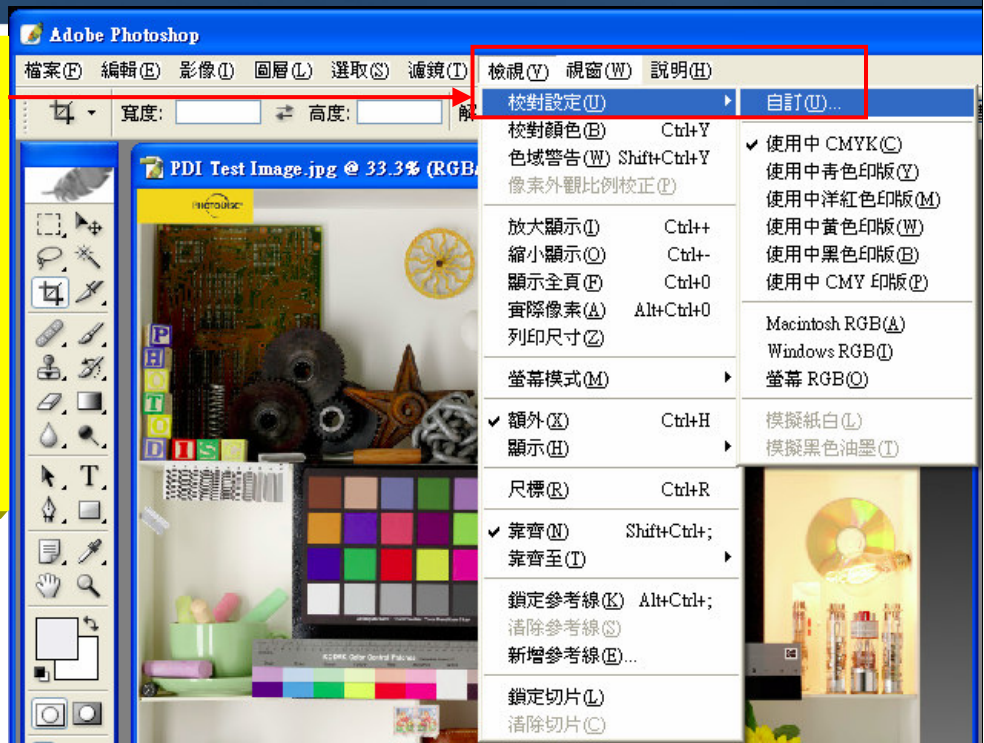 Adobe Photoshop
檔案(F) 編輯(E) 影像(I) 圖層(L) 選取(S) 濾鏡(T) 檢視(V) 視窗(W) 說明(H)
寬度: 高度: 解
校對設定(U)
校對顏色(B) Ctrl+Y
色域警告(W) Shift+Ctrl+Y
像素外觀比例校正(P)
放大顯示(I) Ctrl++
縮小顯示(O) Ctrl+-
顯示全頁(F) Ctrl+0
實際像素(A) Alt+Ctrl+0
列印尺寸(Z)
螢幕模式(M)
額外(X) Ctrl+H
顯示(H)
尺標(R) Ctrl+R
靠齊(N) Shift+Ctrl+;
靠齊至(T)
鎖定參考線(K) Alt+Ctrl+;
清除參考線(S)
新增參考線(E)...
鎖定切片(L)
清除切片(C)
自訂(U)...
使用中 CMYK(C)
使用中青色印版(Y)
使用中洋紅色印版(M)
使用中黃色印版(W)
使用中黑色印版(B)
使用中 CMY 印版(P)
Macintosh RGB(A)
Windows RGB(I)
螢幕 RGB(O)
模擬紙白(L)
模擬黑色油墨(T)
PDI Test Image.jpg @ 33.3% (RGB
PHOTODISC
P
H
O
T
O
D I S
T
KODAK Color Control Patches